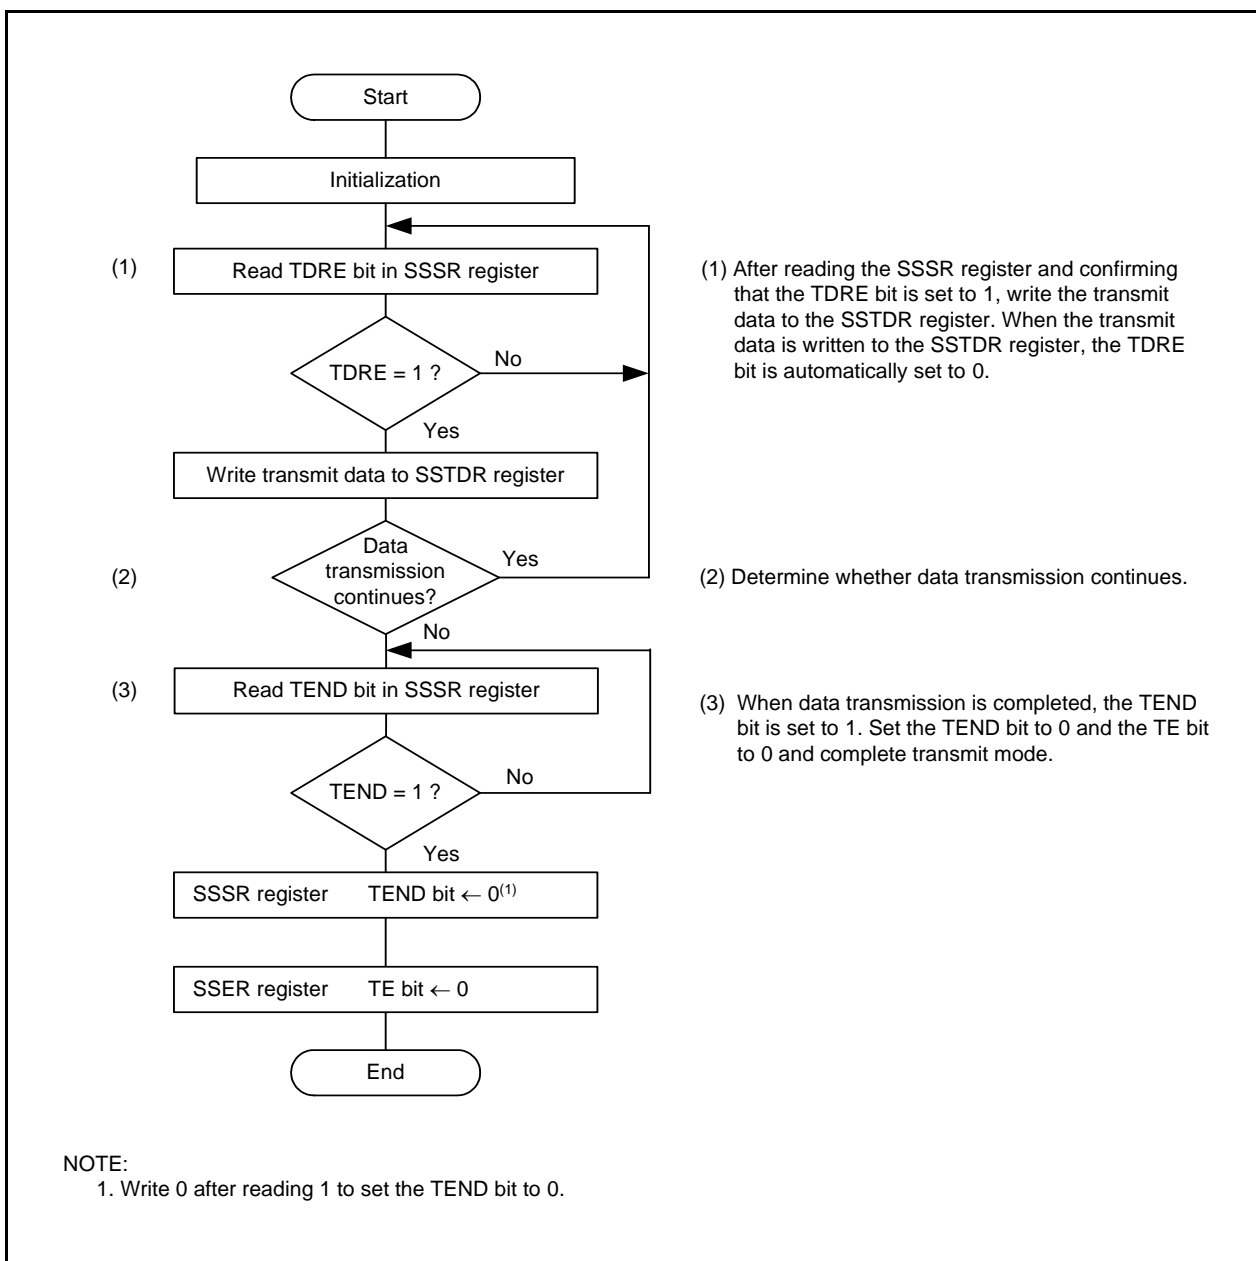 Start
Initialization
(1)
Read TDRE bit in SSSR register
TDRE = 1 ?
No
Yes
Write transmit data to SSTDR register
(2)
Data
transmission
continues?
Yes
No
(3)
Read TEND bit in SSSR register
TEND = 1 ?
No
Yes
SSSR register TEND bit ← 0(1)
SSER register TE bit ← 0
End
(1) After reading the SSSR register and confirming
that the TDRE bit is set to 1, write the transmit
data to the SSTDR register. When the transmit
data is written to the SSTDR register, the TDRE
bit is automatically set to 0.
(2) Determine whether data transmission continues.
(3) When data transmission is completed, the TEND
bit is set to 1. Set the TEND bit to 0 and the TE bit
to 0 and complete transmit mode.
NOTE:
1. Write 0 after reading 1 to set the TEND bit to 0.